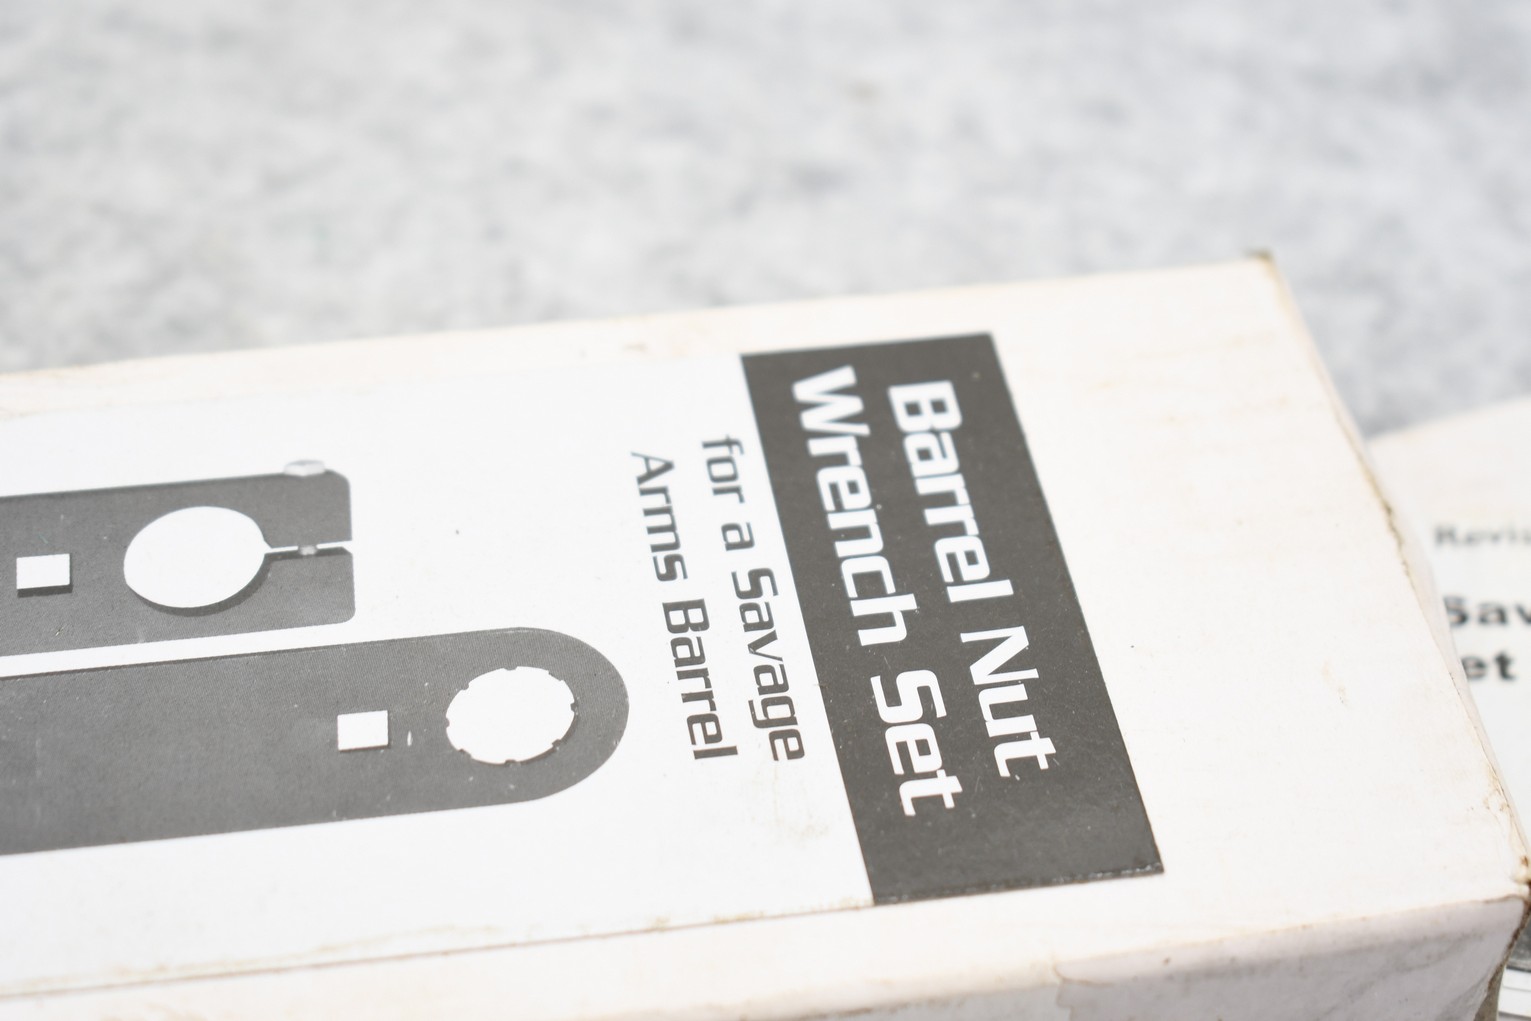 Barrel Nut
Wrench Set
for a Savage
Arms Barrel